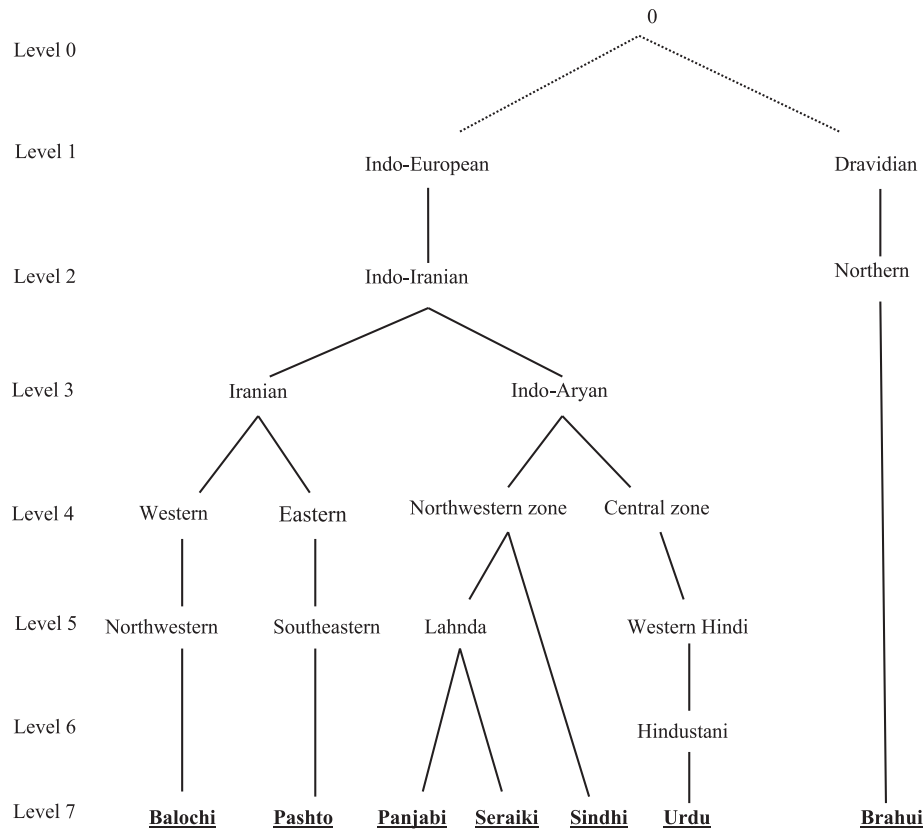 0
Level 0
Level 1
Indo-European
Dravidian
Level 2
Indo-Iranian
Northern
Level 3
Iranian
Indo-Aryan
Level 4
Western
Eastern
Northwestern zone
Central zone
Level 5
Northwestern
Southeastern
Lahnda
Western Hindi
Level 6
Hindustani
Level 7
Balochi
Pashto
Panjabi
Seraiki
Sindhi
Urdu
Brahui